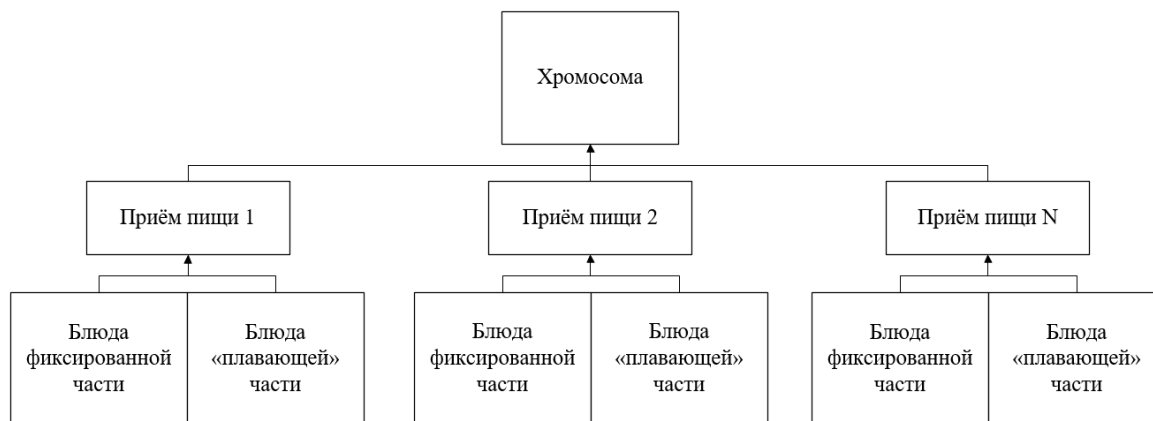 Хромосома
Приём пищи 1
Приём пищи 2
Приём пищи N
Блюда
фиксированной
части
Блюда
«плавающей»
части
Блюда
фиксированной
части
Блюда
«плавающей»
части
Блюда
фиксированной
части
Блюда
«плавающей»
части